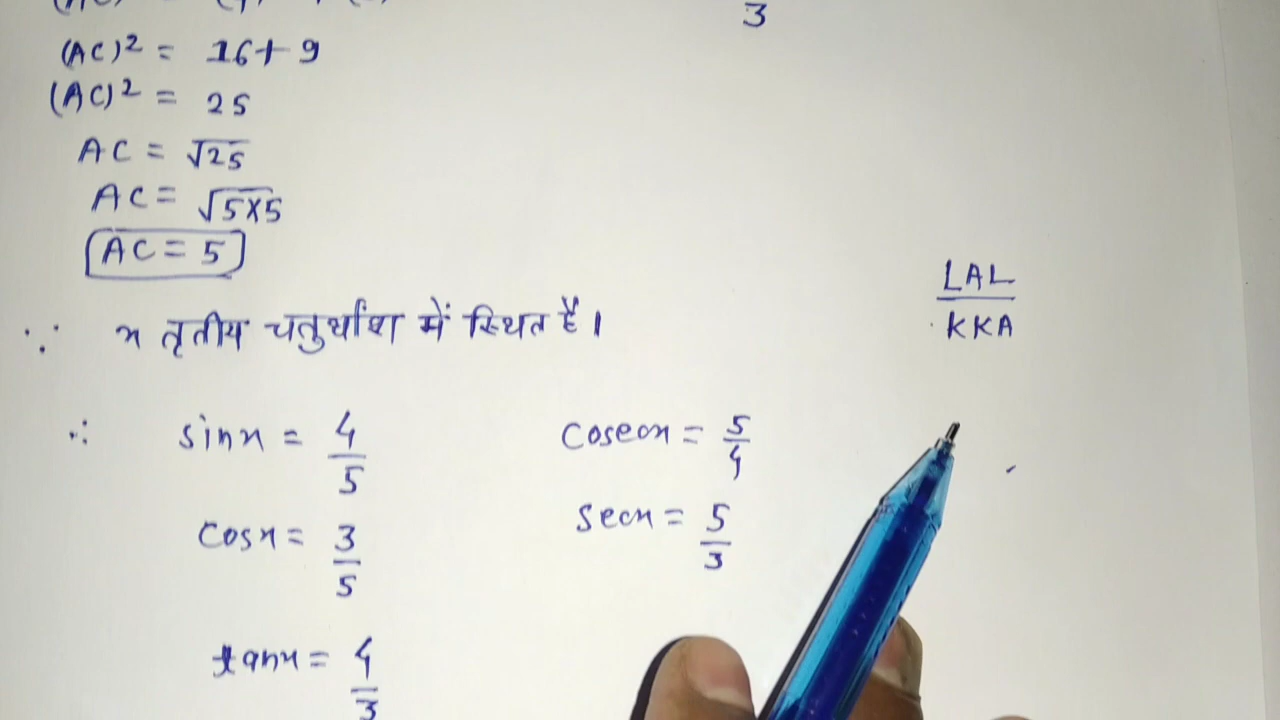 3
(AC)² = 16+9
(AC)² = 25
AC = √25
AC = √5×5
AC = 5
LAL
KKA
∵ x तृतीय चतुर्थांश में स्थित है।
∴ sinx = 4/5 cosecx = 5/4
cosx = 3/5 secx = 5/3
tanx = 4/3